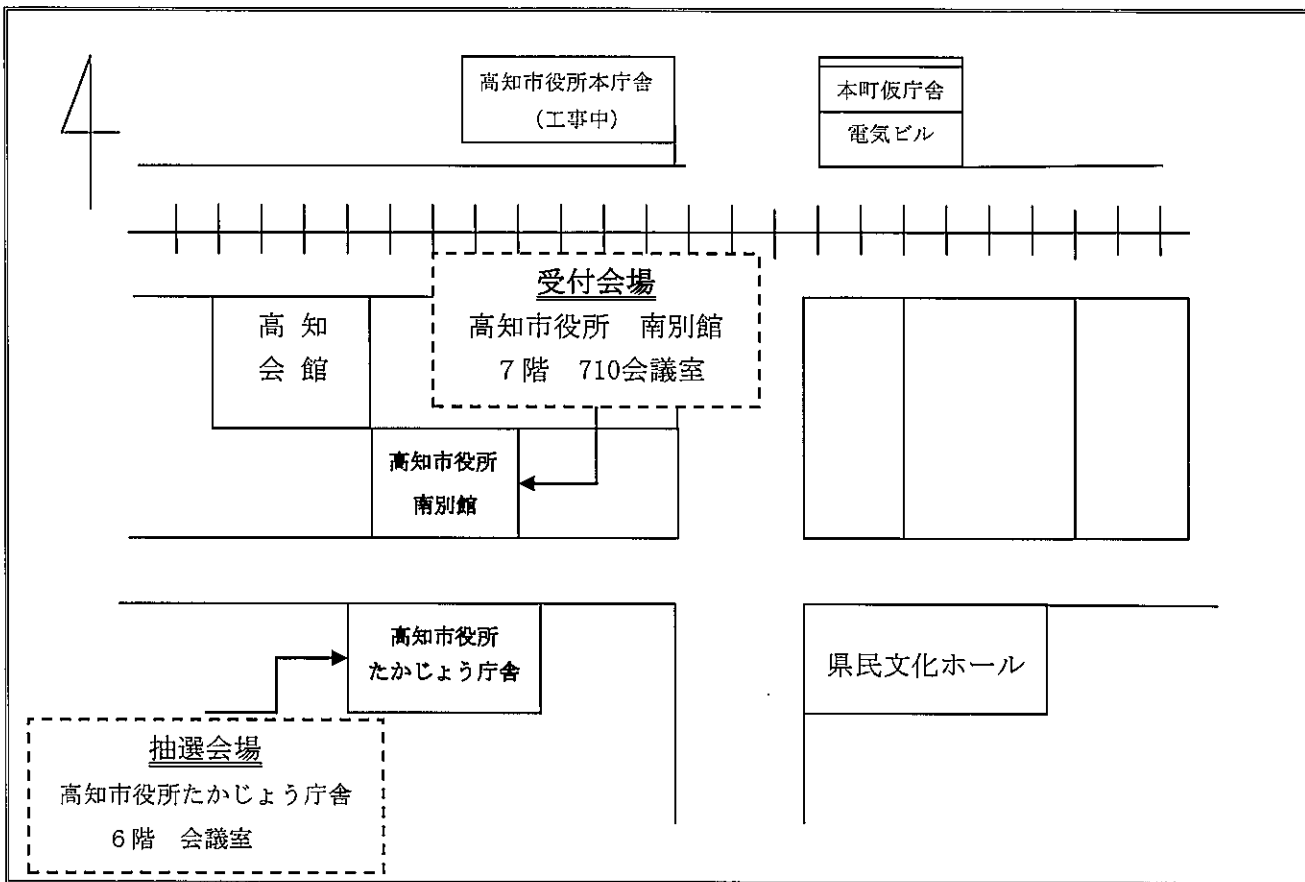 高知市役所本庁舎
(工事中)
本町仮庁舎
電気ビル
受付会場
高知市役所　南別館
７階　710会議室
高 知
会 館
高知市役所
南別館
高知市役所
たかじょう庁舎
県民文化ホール
抽選会場
高知市役所たかじょう庁舎
６階　会議室